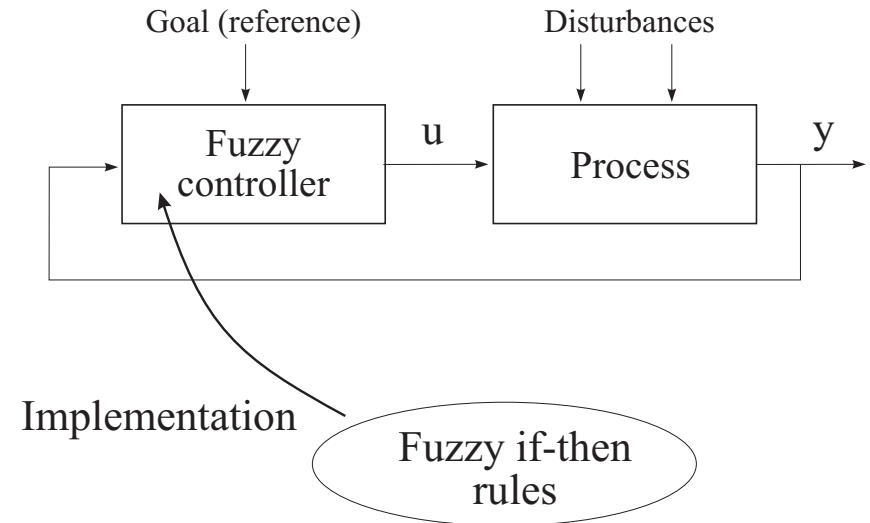 Goal (reference)
Disturbances
Fuzzy
controller
u
Process
y
Implementation
Fuzzy if-then
rules